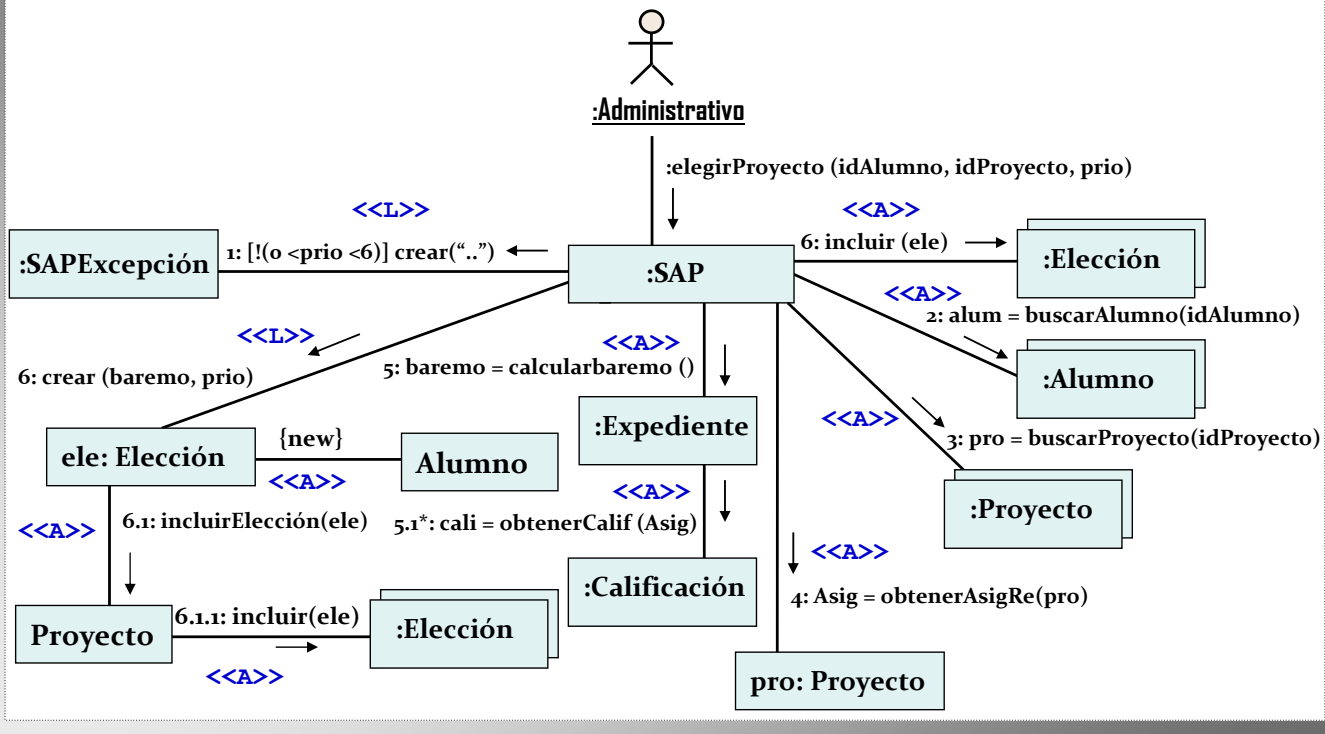 :Administrativo
:elegirProyecto (idAlumno, idProyecto, prio)
<<L>>
<<A>>
:SAPExcepción
1: [!(0 <prio <6)] crear("..")
:SAP
6: incluir (ele)
:Elección
<<A>>
2: alum = buscarAlumno(idAlumno)
<<L>>
<<A>>
6: crear (baremo, prio)
5: baremo = calcularbaremo ()
:Alumno
<<A>>
:Expediente
3: pro = buscarProyecto(idProyecto)
ele: Elección
{new}
<<A>>
Alumno
<<A>>
:Proyecto
<<A>>
6.1: incluirElección(ele)
5.1*: cali = obtenerCalif (Asig)
<<A>>
:Calificación
4: Asig = obtenerAsigRe(pro)
Proyecto
6.1.1: incluir(ele)
<<A>>
:Elección
pro: Proyecto